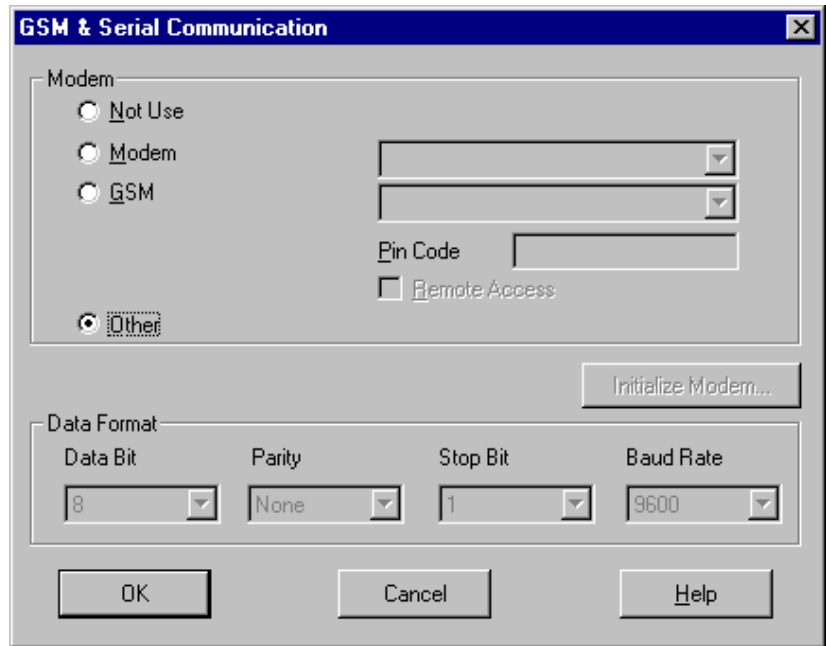 GSM & Serial Communication
Modem
Not Use
Modem
GSM
Pin Code
Remote Access
Other
Initialize Modem...
Data Format
Data Bit Parity Stop Bit Baud Rate
8 None 1 9600
OK Cancel Help